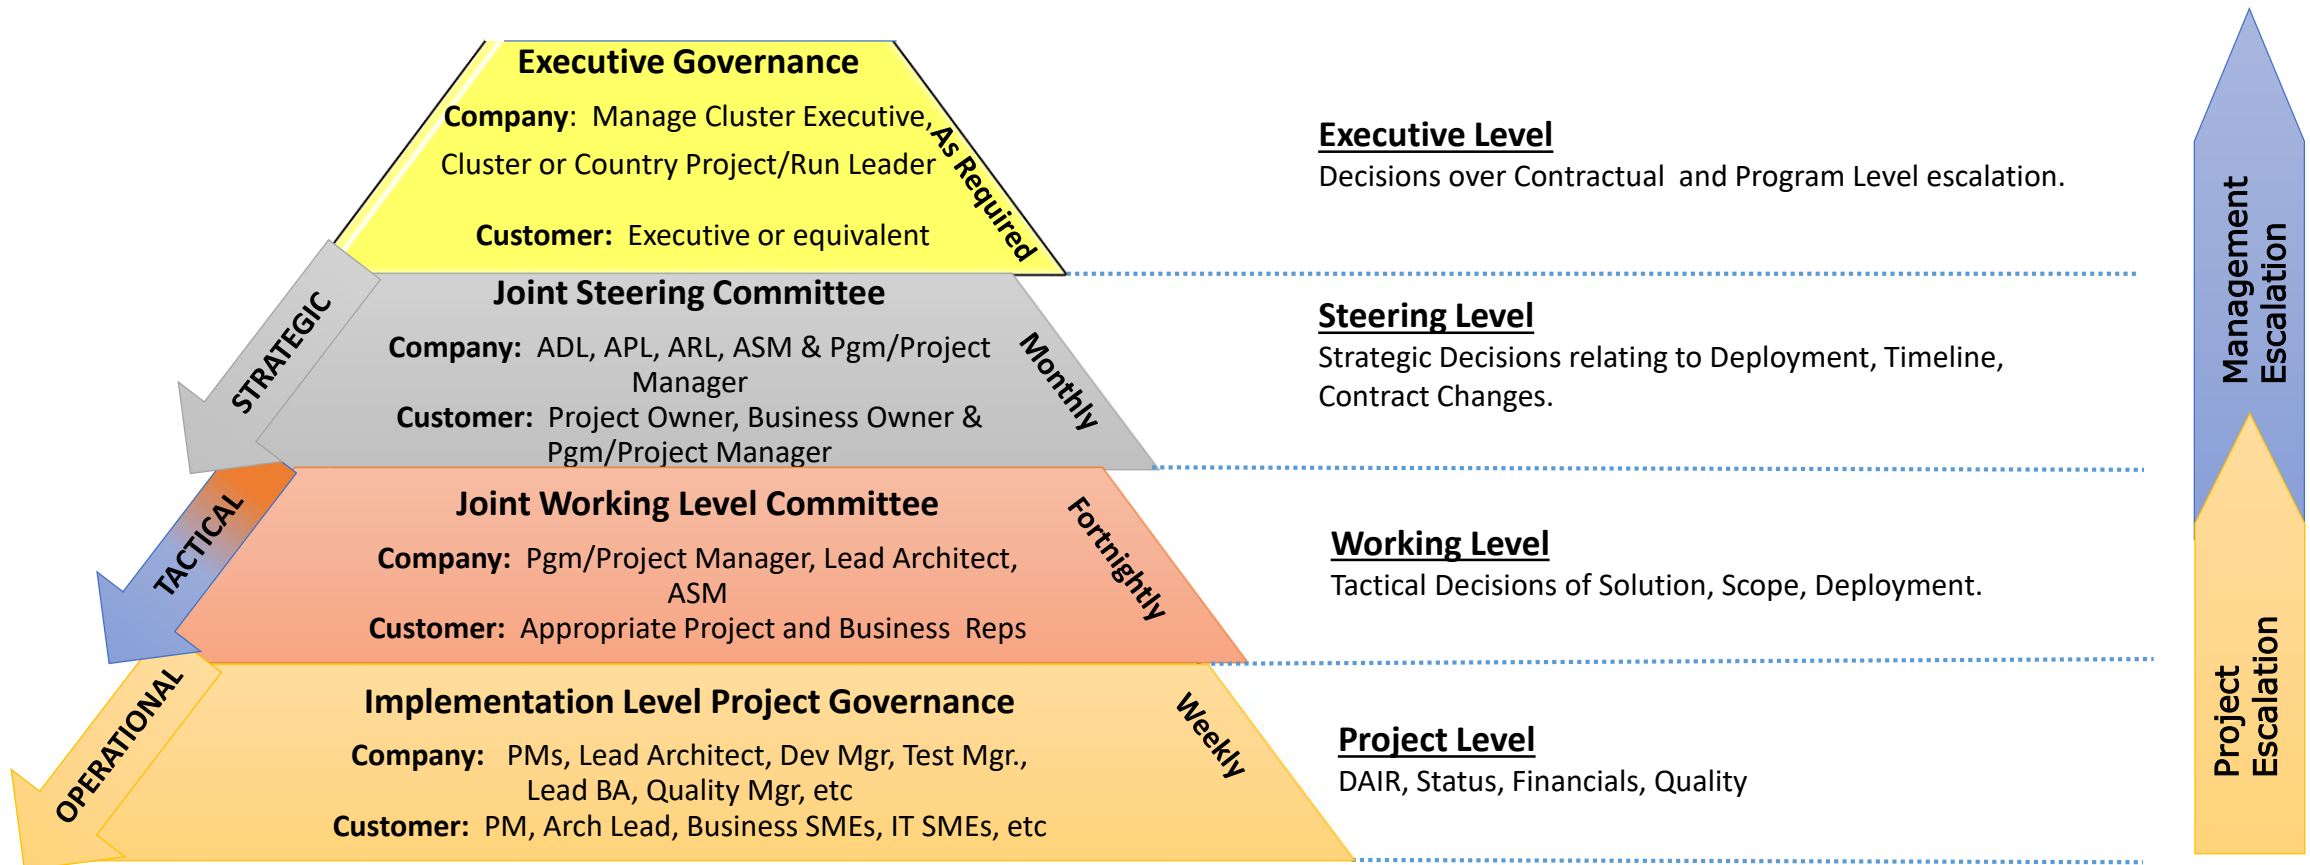 Executive Governance
Company:  Manage Cluster Executive,
Cluster or Country Project/Run Leader
Customer:  Executive or equivalent
As Required
Executive Level
Decisions over Contractual  and Program Level escalation.
STRATEGIC
Joint Steering Committee
Company:  ADL, APL, ARL, ASM & Pgm/Project
Manager
Customer:  Project Owner, Business Owner &
Pgm/Project Manager
Monthly
Steering Level
Strategic Decisions relating to Deployment, Timeline,
Contract Changes.
TACTICAL
Joint Working Level Committee
Company:  Pgm/Project Manager, Lead Architect,
ASM
Customer:  Appropriate Project and Business  Reps
Fortnightly
Working Level
Tactical Decisions of Solution, Scope, Deployment.
OPERATIONAL
Implementation Level Project Governance
Company:   PMs, Lead Architect, Dev Mgr, Test Mgr.,
Lead BA, Quality Mgr, etc
Customer:  PM, Arch Lead, Business SMEs, IT SMEs, etc
Weekly
Project Level
DAIR, Status, Financials, Quality
Management
Escalation
Project
Escalation